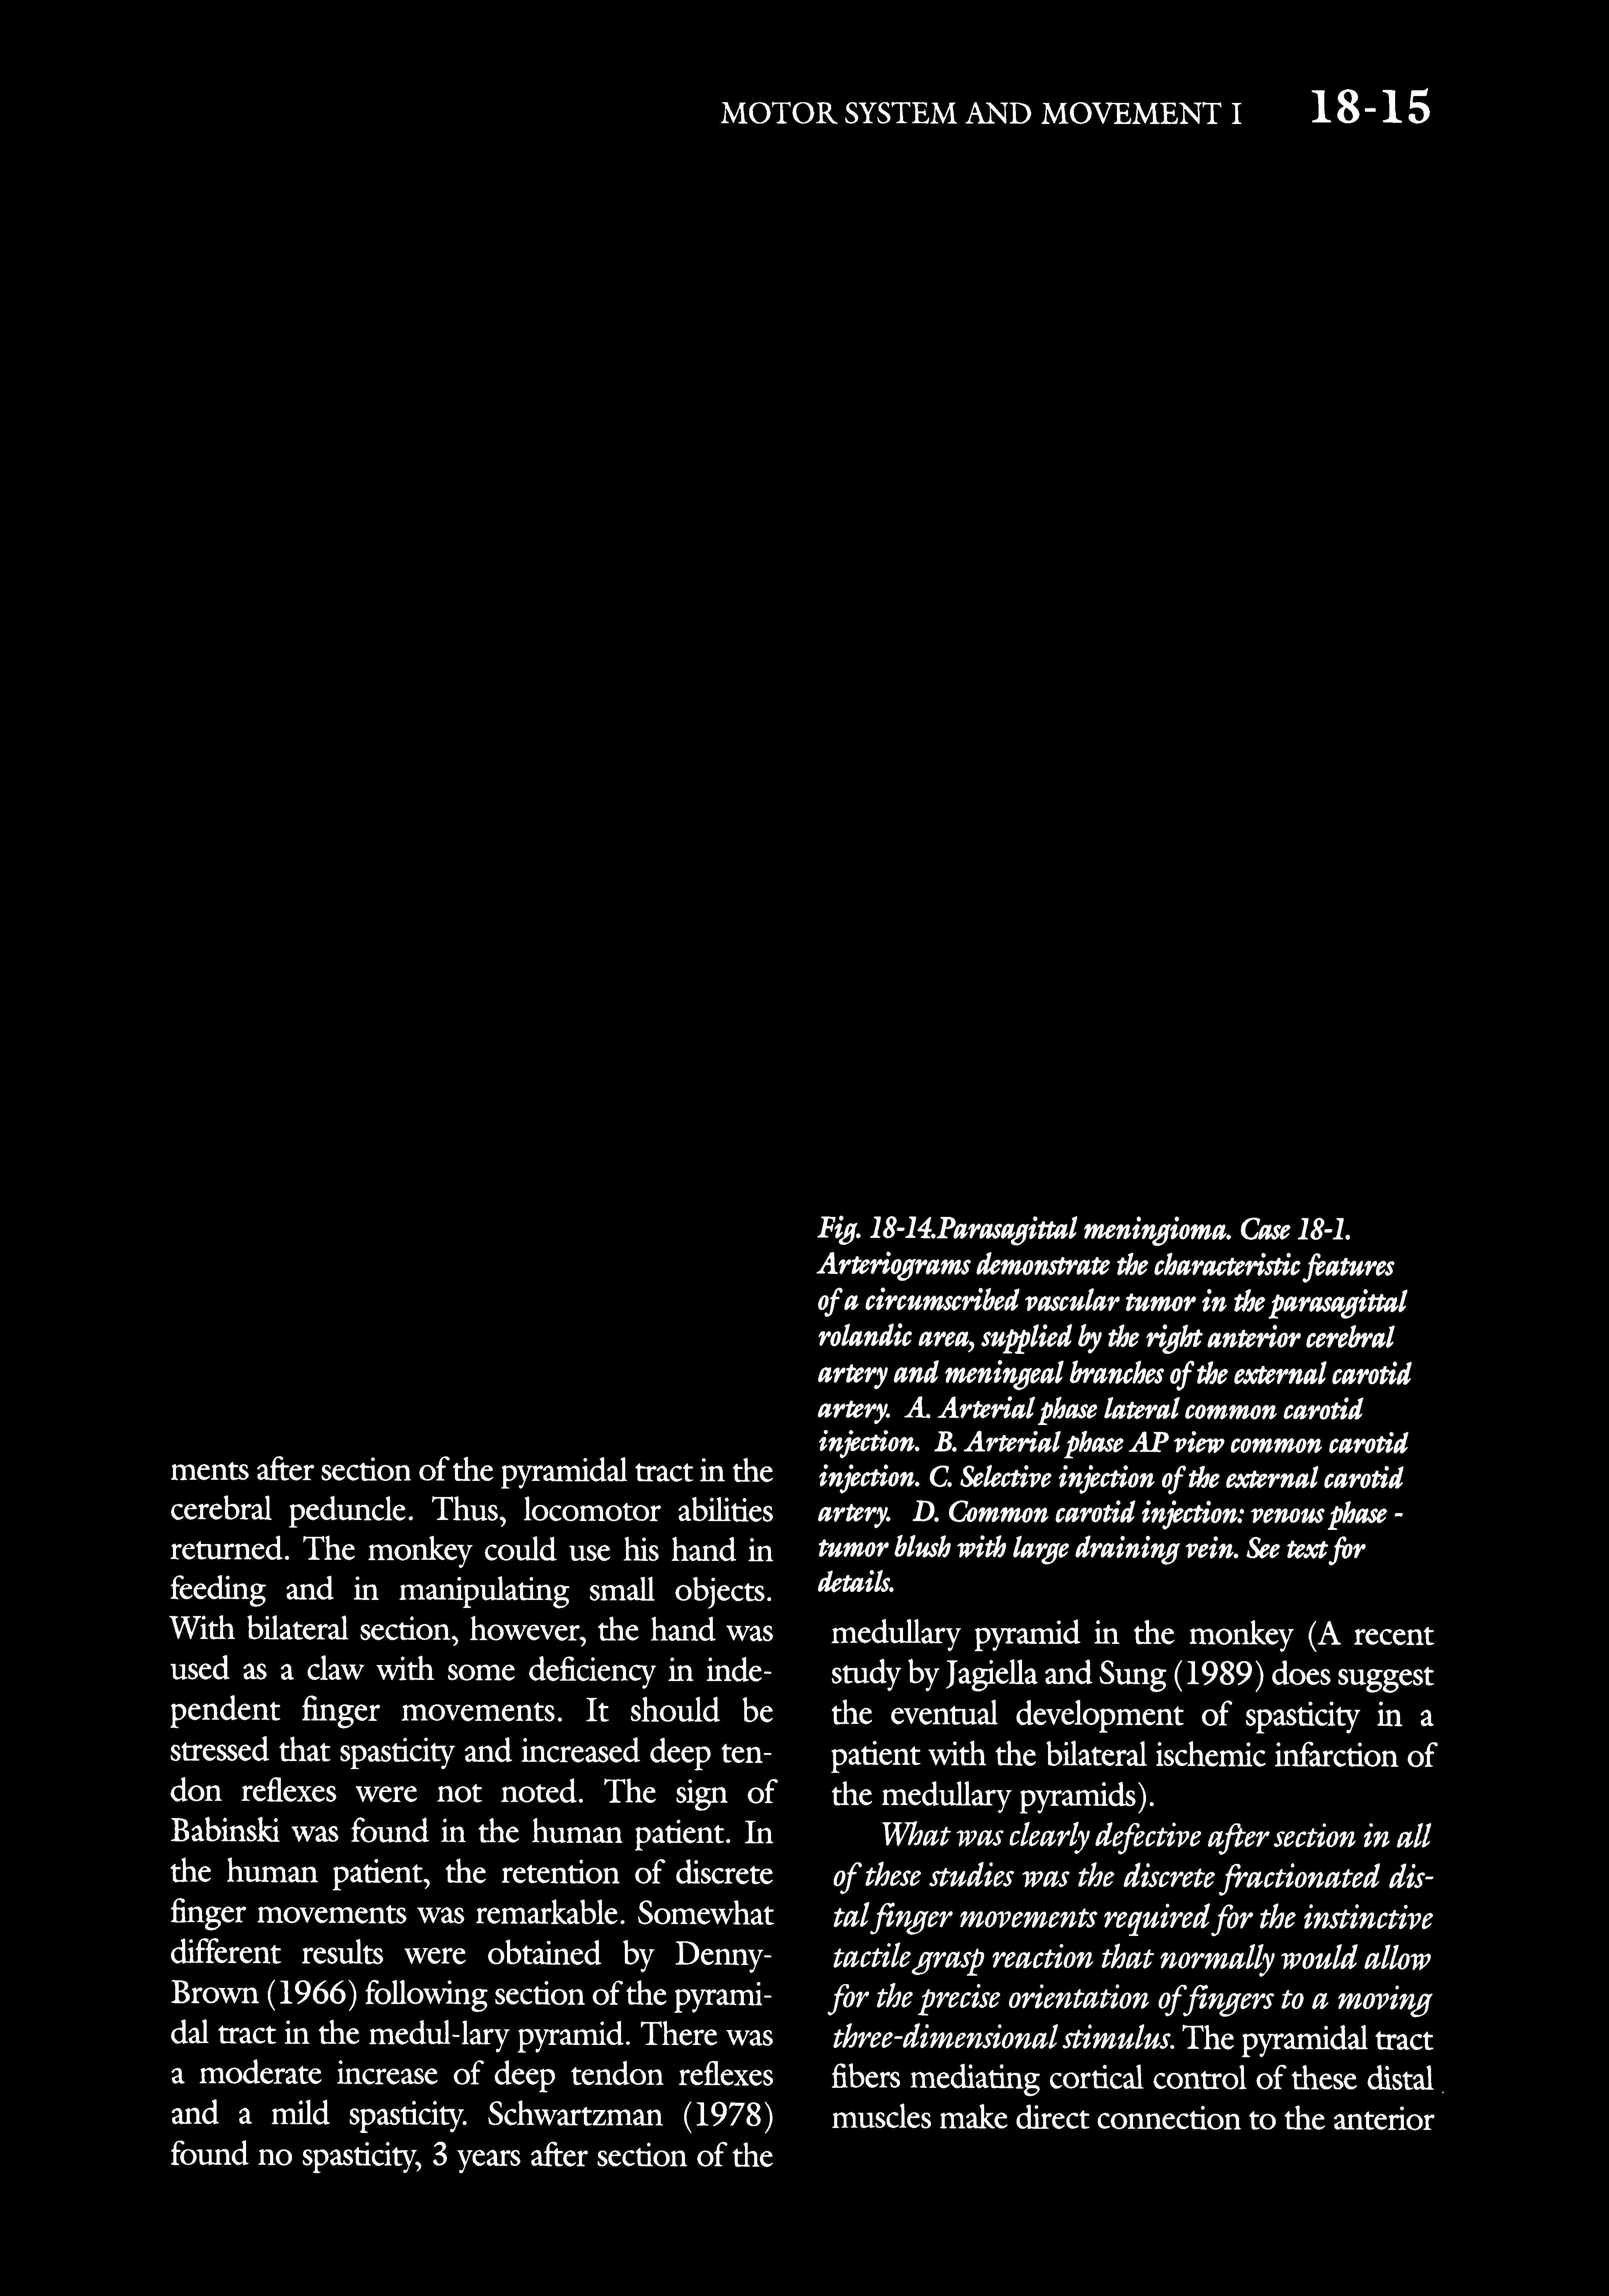 MOTOR SYSTEM AND MOVEMENT I 18-15
ments after section of the pyramidal tract in the
cerebral peduncle. Thus, locomotor abilities
returned. The monkey could use his hand in
feeding and in manipulating small objects.
With bilateral section, however, the hand was
used as a claw with some deficiency in inde-
pendent finger movements. It should be
stressed that spasticity and increased deep ten-
don reflexes were not noted. The sign of
Babinski was found in the human patient. In
the human patient, the retention of discrete
finger movements was remarkable. Somewhat
different results were obtained by Denny-
Brown (1966) following section of the pyrami-
dal tract in the medul-lary pyramid. There was
a moderate increase of deep tendon reflexes
and a mild spasticity. Schwartzman (1978)
found no spasticity, 3 years after section of the
Fig. 18-14.Parasagittal meningioma. Case 18-1.
Arteriograms demonstrate the characteristic features
of a circumscribed vascular tumor in the parasagittal
rolandic area, supplied by the right anterior cerebral
artery and meningeal branches of the external carotid
artery. A. Arterial phase lateral common carotid
injection. B. Arterial phase AP view common carotid
injection. C. Selective injection of the external carotid
artery. D. Common carotid injection: venous phase -
tumor blush with large draining vein. See text for
details.
medullary pyramid in the monkey (A recent
study by Jagiella and Sung (1989) does suggest
the eventual development of spasticity in a
patient with the bilateral ischemic infarction of
the medullary pyramids).
What was clearly defective after section in all
of these studies was the discrete fractionated dis-
tal finger movements required for the instinctive
tactile grasp reaction that normally would allow
for the precise orientation of fingers to a moving
three-dimensional stimulus. The pyramidal tract
fibers mediating cortical control of these distal
muscles make direct connection to the anterior